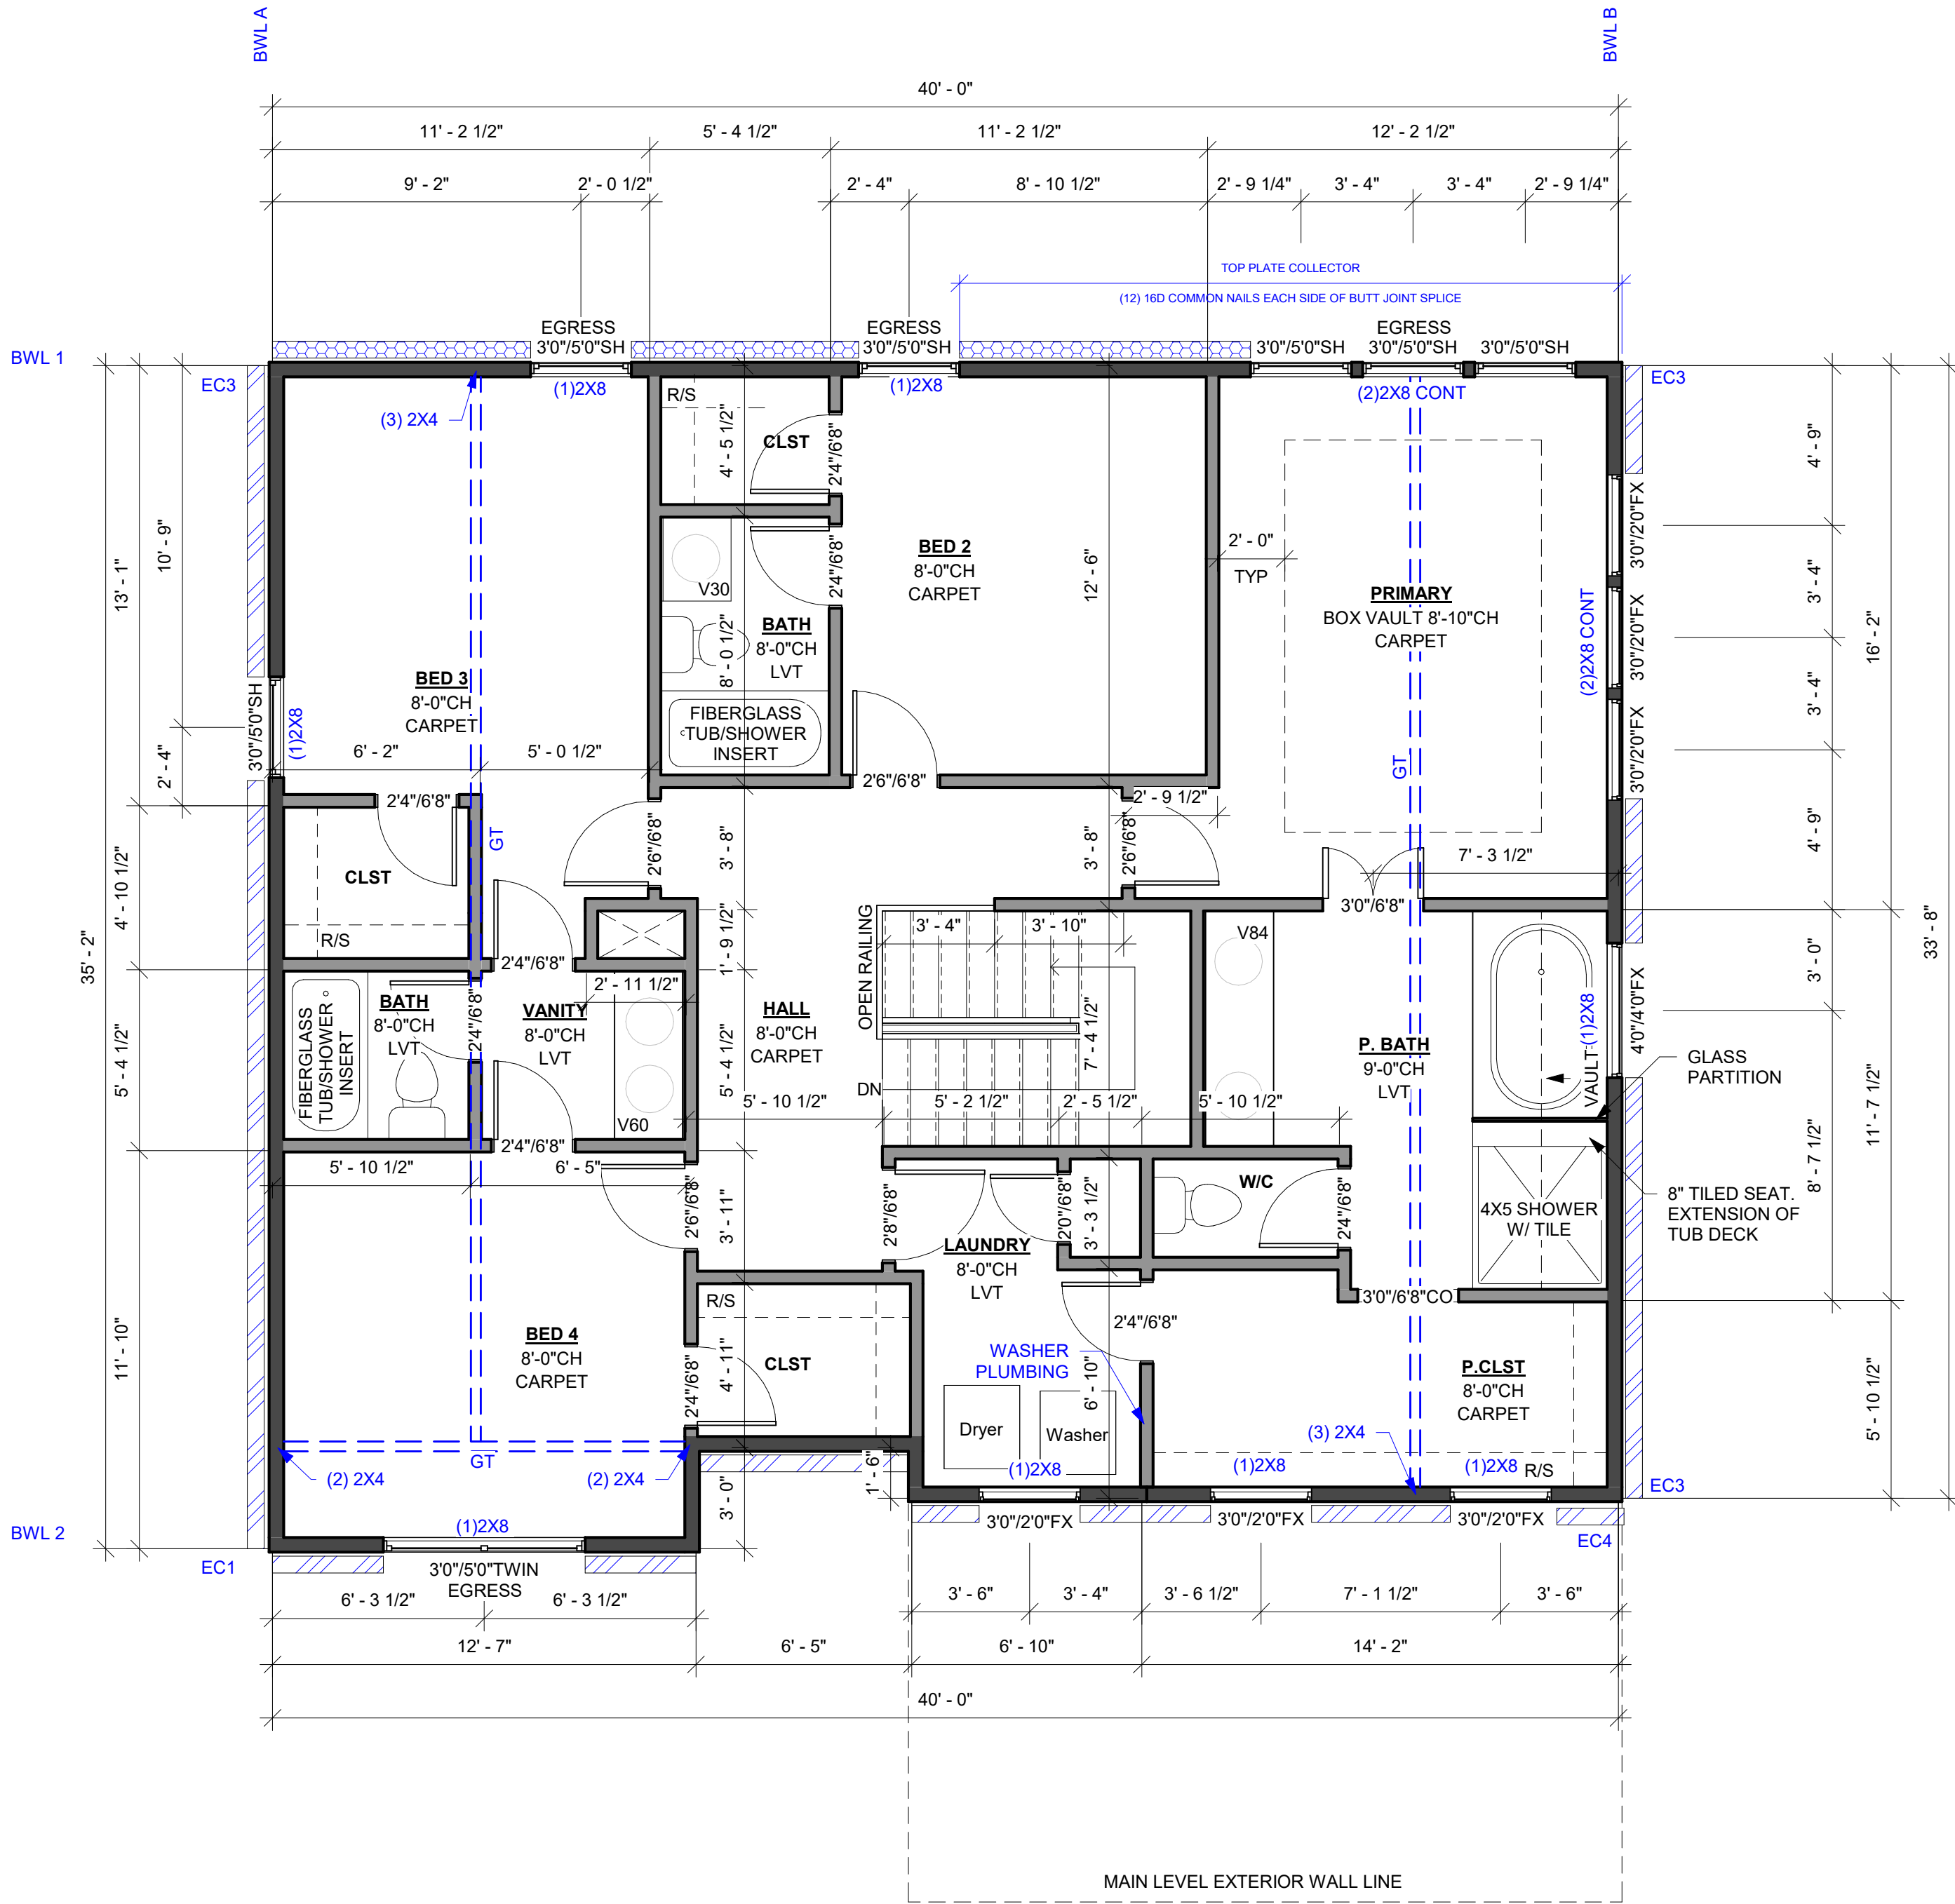 BWL A
BWL B
40' - 0"
11' - 2 1/2"
5' - 4 1/2"
11' - 2 1/2"
12' - 2 1/2"
9' - 2"
2' - 0 1/2"
2' - 4"
8' - 10 1/2"
2' - 9 1/4"
3' - 4"
3' - 4"
2' - 9 1/4"
TOP PLATE COLLECTOR
(12) 16D COMMON NAILS EACH SIDE OF BUTT JOINT SPLICE
EGRESS
3'0"/5'0"SH
EGRESS
3'0"/5'0"SH
3'0"/5'0"SH
EGRESS
3'0"/5'0"SH
3'0"/5'0"SH
BWL 1
EC3
EC3
(3) 2X4
(1)2X8
(1)2X8
(2)2X8 CONT
R/S
CLST
4' - 5 1/2"
2'4"/6'8"
BED 2
8'-0"CH
CARPET
12' - 6"
2' - 0"
TYP
PRIMARY
BOX VAULT 8'-10"CH
CARPET
(2)2X8 CONT
3'0"/2'0"FX
3'0"/2'0"FX
3'0"/2'0"FX
4' - 9"
3' - 4"
3' - 4"
4' - 9"
16' - 2"
33' - 8"
V30
2'4"/6'8"
BATH
8'-0"CH
LVT
8' - 0 1/2"
FIBERGLASS
TUB/SHOWER
INSERT
BED 3
8'-0"CH
CARPET
10' - 9"
13' - 1"
2' - 4"
3'0"/5'0"SH
(1)2X8
6' - 2"
5' - 0 1/2"
2'6"/6'8"
GT
2' - 9 1/2"
2'4"/6'8"
GT
2'6"/6'8"
3' - 8"
3' - 8"
2'6"/6'8"
7' - 3 1/2"
3'0"/6'8"
CLST
R/S
4' - 10 1/2"
35' - 2"
1' - 9 1/2"
OPEN RAILING
3' - 4"
3' - 10"
V84
2'4"/6'8"
2' - 11 1/2"
BATH
8'-0"CH
LVT
FIBERGLASS
TUB/SHOWER
INSERT
2'4"/6'8"
VANITY
8'-0"CH
LVT
V60
HALL
8'-0"CH
CARPET
5' - 4 1/2"
5' - 4 1/2"
7' - 4 1/2"
DN
P. BATH
9'-0"CH
LVT
(1)2X8
VAULT
4'0"/4'0"FX
3' - 0"
GLASS
PARTITION
11' - 7 1/2"
8' - 7 1/2"
5' - 10 1/2"
5' - 2 1/2"
2' - 5 1/2"
5' - 10 1/2"
2'4"/6'8"
5' - 10 1/2"
6' - 5"
2'6"/6'8"
3' - 11"
2'8"/6'8"
2'0"/6'8"
3' - 3 1/2"
W/C
2'4"/6'8"
4X5 SHOWER
W/ TILE
8" TILED SEAT.
EXTENSION OF
TUB DECK
LAUNDRY
8'-0"CH
LVT
3'0"/6'8"CO
R/S
BED 4
8'-0"CH
CARPET
11' - 10"
2'4"/6'8"
4' - 11"
CLST
WASHER
PLUMBING
2'4"/6'8"
6' - 10"
P.CLST
8'-0"CH
CARPET
5' - 10 1/2"
Dryer
Washer
(3) 2X4
(1)2X8
(1)2X8
(1)2X8
R/S
GT
(2) 2X4
(2) 2X4
1' - 6"
3' - 0"
EC3
BWL 2
(1)2X8
3'0"/2'0"FX
3'0"/2'0"FX
3'0"/2'0"FX
EC4
EC1
3'0"/5'0"TWIN
EGRESS
6' - 3 1/2"
6' - 3 1/2"
3' - 6"
3' - 4"
3' - 6 1/2"
7' - 1 1/2"
3' - 6"
12' - 7"
6' - 5"
6' - 10"
14' - 2"
40' - 0"
MAIN LEVEL EXTERIOR WALL LINE